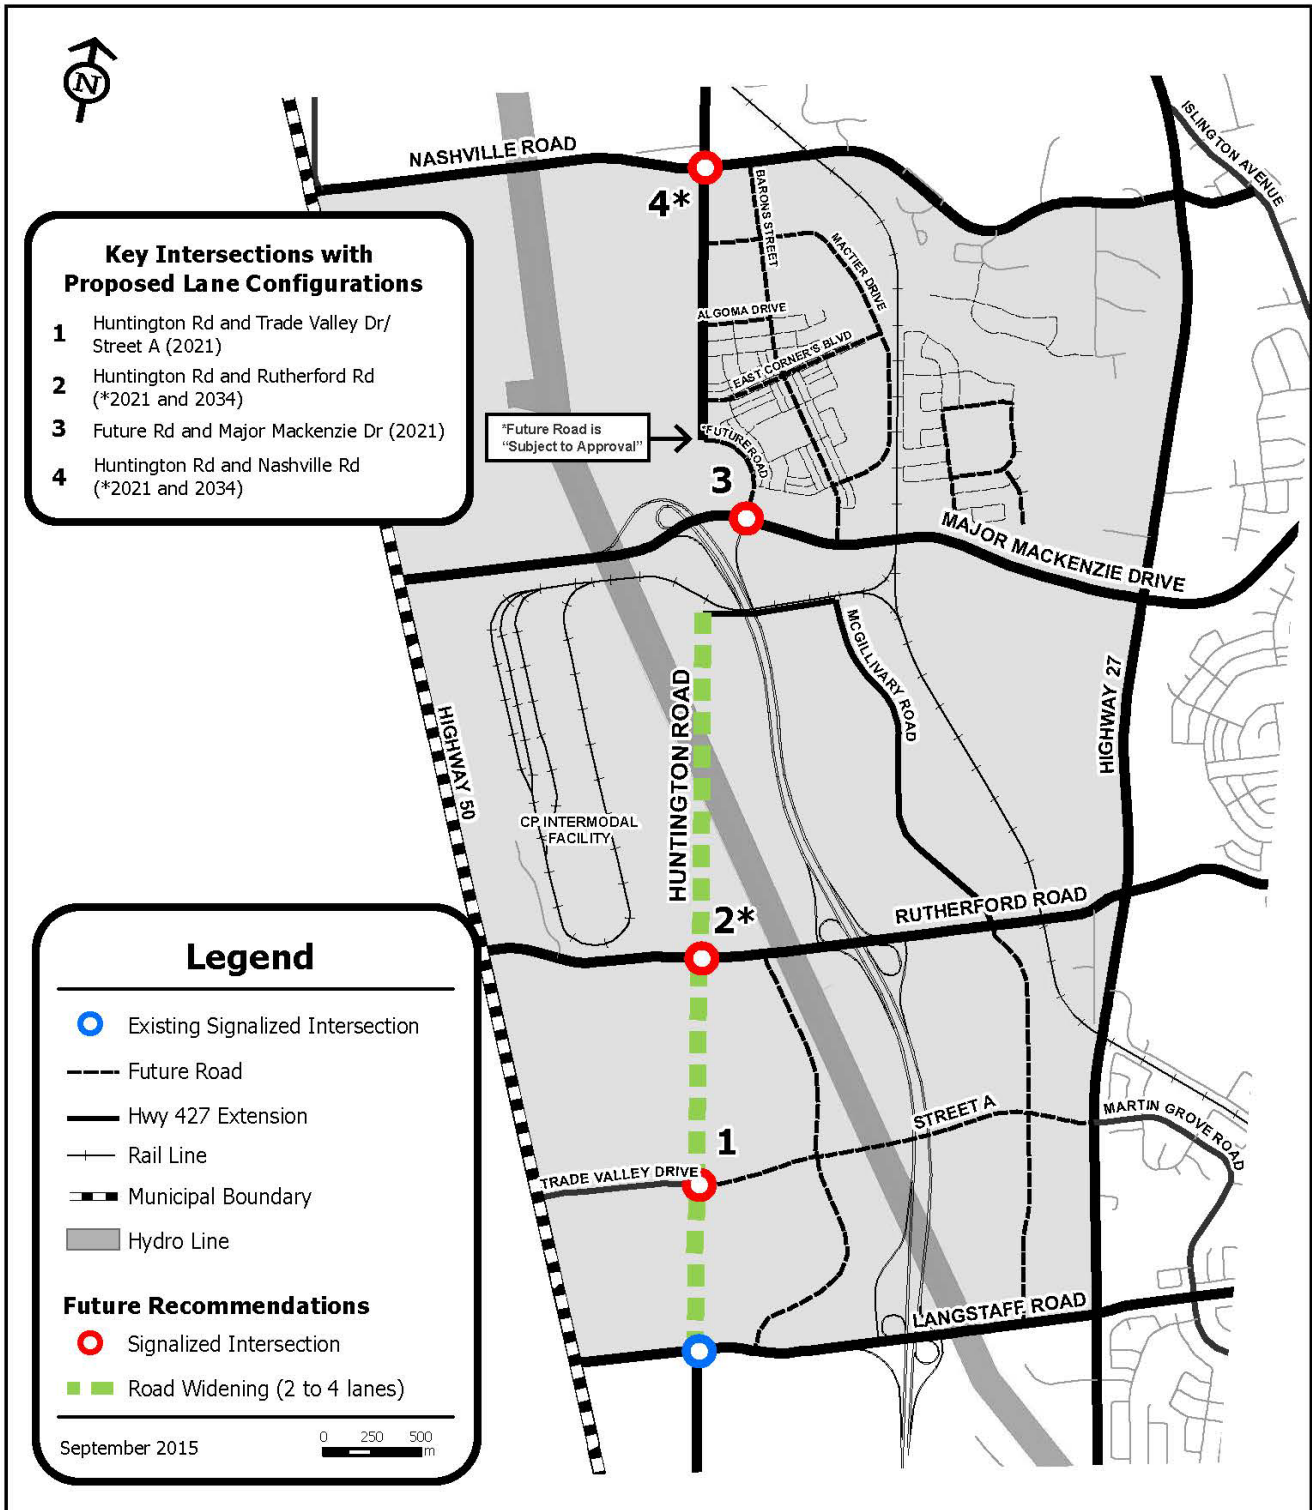 N
NASHVILLE ROAD
ISLINGTON AVENUE
4*
BARONS STREET
MACTIER DRIVE
ALGOMA DRIVE
EAST CORNER'S BLVD
Key Intersections with
Proposed Lane Configurations
1 Huntington Rd and Trade Valley Dr/
Street A (2021)
2 Huntington Rd and Rutherford Rd
(*2021 and 2034)
3 Future Rd and Major Mackenzie Dr (2021)
4 Huntington Rd and Nashville Rd
(*2021 and 2034)
*Future Road is
"Subject to Approval"
*FUTURE ROAD
3
MAJOR MACKENZIE DRIVE
MCGILLIVARY ROAD
HIGHWAY 27
HUNTINGTON ROAD
HIGHWAY 50
CP INTERMODAL
FACILITY
2*
RUTHERFORD ROAD
1
STREET A
MARTIN GROVE ROAD
TRADE VALLEY DRIVE
LANGSTAFF ROAD
Legend
Existing Signalized Intersection
Future Road
Hwy 427 Extension
Rail Line
Municipal Boundary
Hydro Line
Future Recommendations
Signalized Intersection
Road Widening (2 to 4 lanes)
September 2015
0 250 500
m